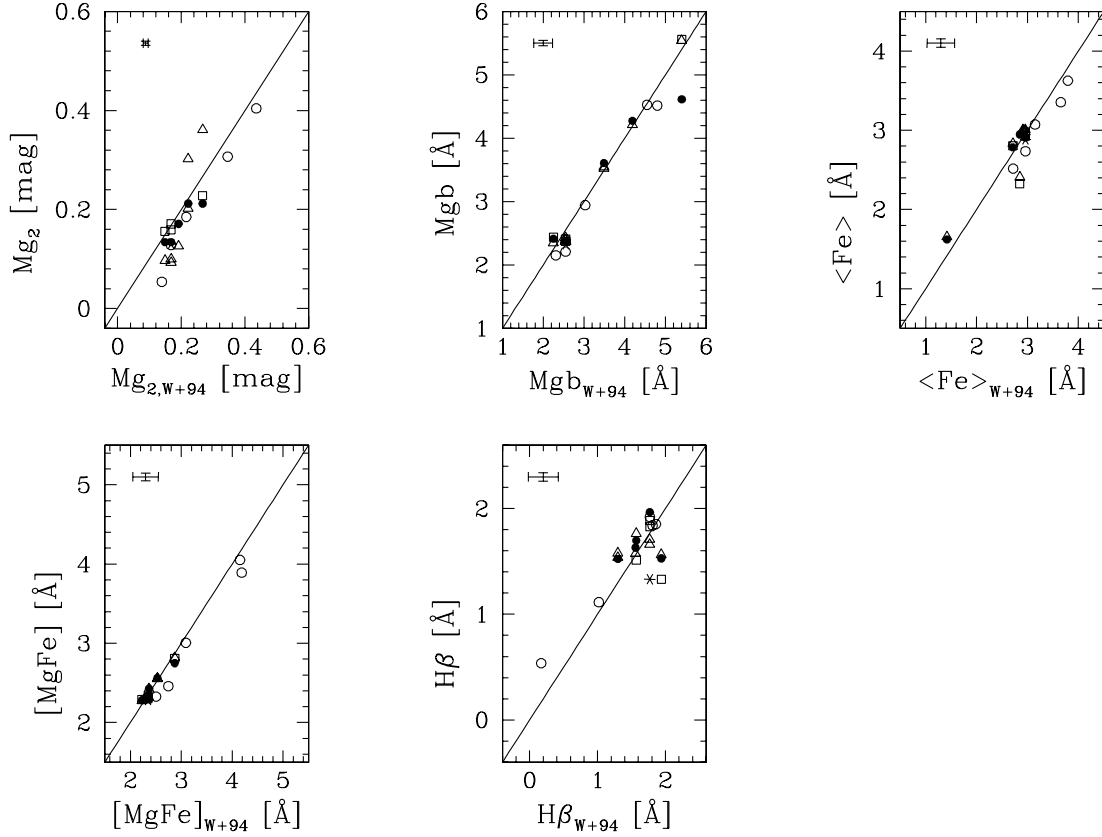 0.6
0.4
0.2
0
Mg2 [mag]
0 0.2 0.4 0.6
Mg2,W+94 [mag]
6
5
4
3
2
1
Mgb [Å]
1 2 3 4 5 6
MgbW+94 [Å]
4
3
2
1
<Fe> [Å]
1 2 3 4
<Fe>W+94 [Å]
5
4
3
2
[MgFe] [Å]
2 3 4 5
[MgFe]W+94 [Å]
2
1
0
Hβ [Å]
0 1 2
HβW+94 [Å]